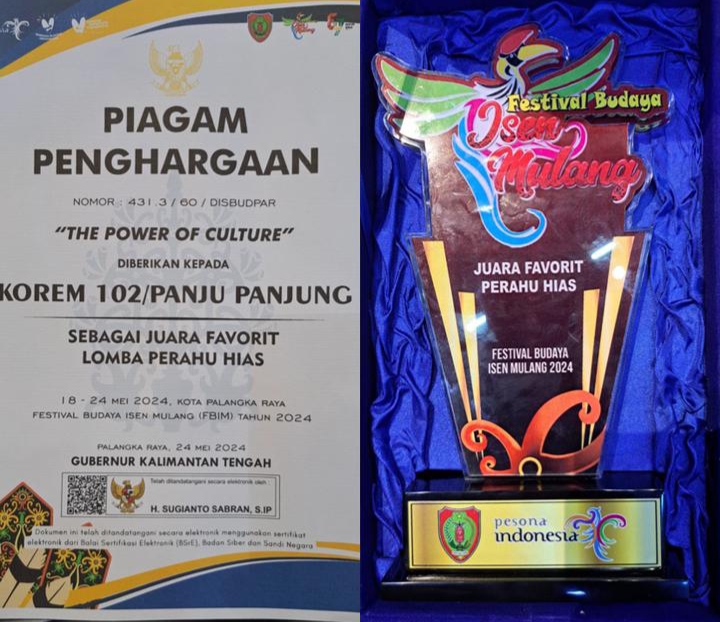 PIAGAM
PENGHARGAAN
NOMOR : 431.3 / 60 / DISBUDPAR
"THE POWER OF CULTURE"
DIBERIKAN KEPADA
KOREM 102/PANJU PANJUNG
SEBAGAI JUARA FAVORIT
LOMBA PERAHU HIAS
18 - 24 MEI 2024, KOTA PALANGKA RAYA
FESTIVAL BUDAYA ISEN MULANG (FBIM) TAHUN 2024
PALANGKA RAYA, 24 MEI 2024
GUBERNUR KALIMANTAN TENGAH
Telah ditandatangani secara elektronik oleh :
H. SUGIANTO SABRAN, S.IP
Dokumen ini telah ditandatangani secara elektronik menggunakan sertifikat
elektronik dari Balai Sertifikasi Elektronik (BSrE), Badan Siber dan Sandi Negara
Festival Budaya
Isen
Mulang
JUARA FAVORIT
PERAHU HIAS
FESTIVAL BUDAYA
ISEN MULANG 2024
pesona
indonesia